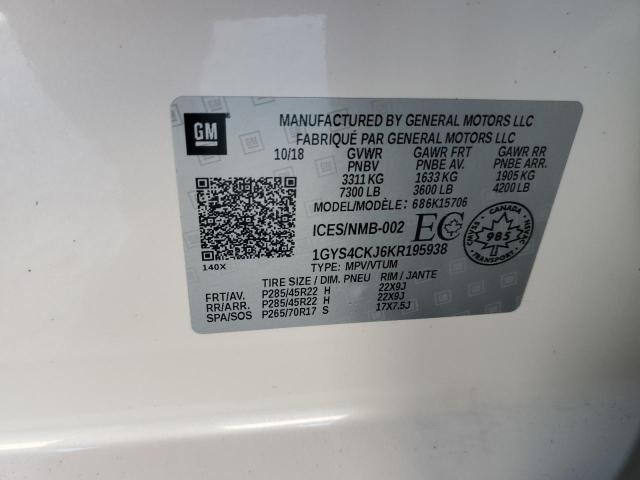 GM
MANUFACTURED BY GENERAL MOTORS LLC
FABRIQUÉ PAR GENERAL MOTORS LLC
10/18 GVWR GAWR FRT GAWR RR
PNBV PNBE AV. PNBE ARR.
3311 KG 1633 KG 1905 KG
7300 LB 3600 LB 4200 LB
MODEL/MODÈLE: 686K15706
ICES/NMB-002 EC
985
140X
1GYS4CKJ6KR195938
TYPE: MPV/VTUM
TIRE SIZE / DIM. PNEU RIM / JANTE
FRT/AV. P285/45R22 H 22X9J
RR/ARR. P285/45R22 H 22X9J
SPA/SOS P265/70R17 S 17X7.5J